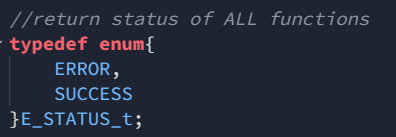 //return status of ALL functions
typedef enum{
    ERROR,
    SUCCESS
}E_STATUS_t;